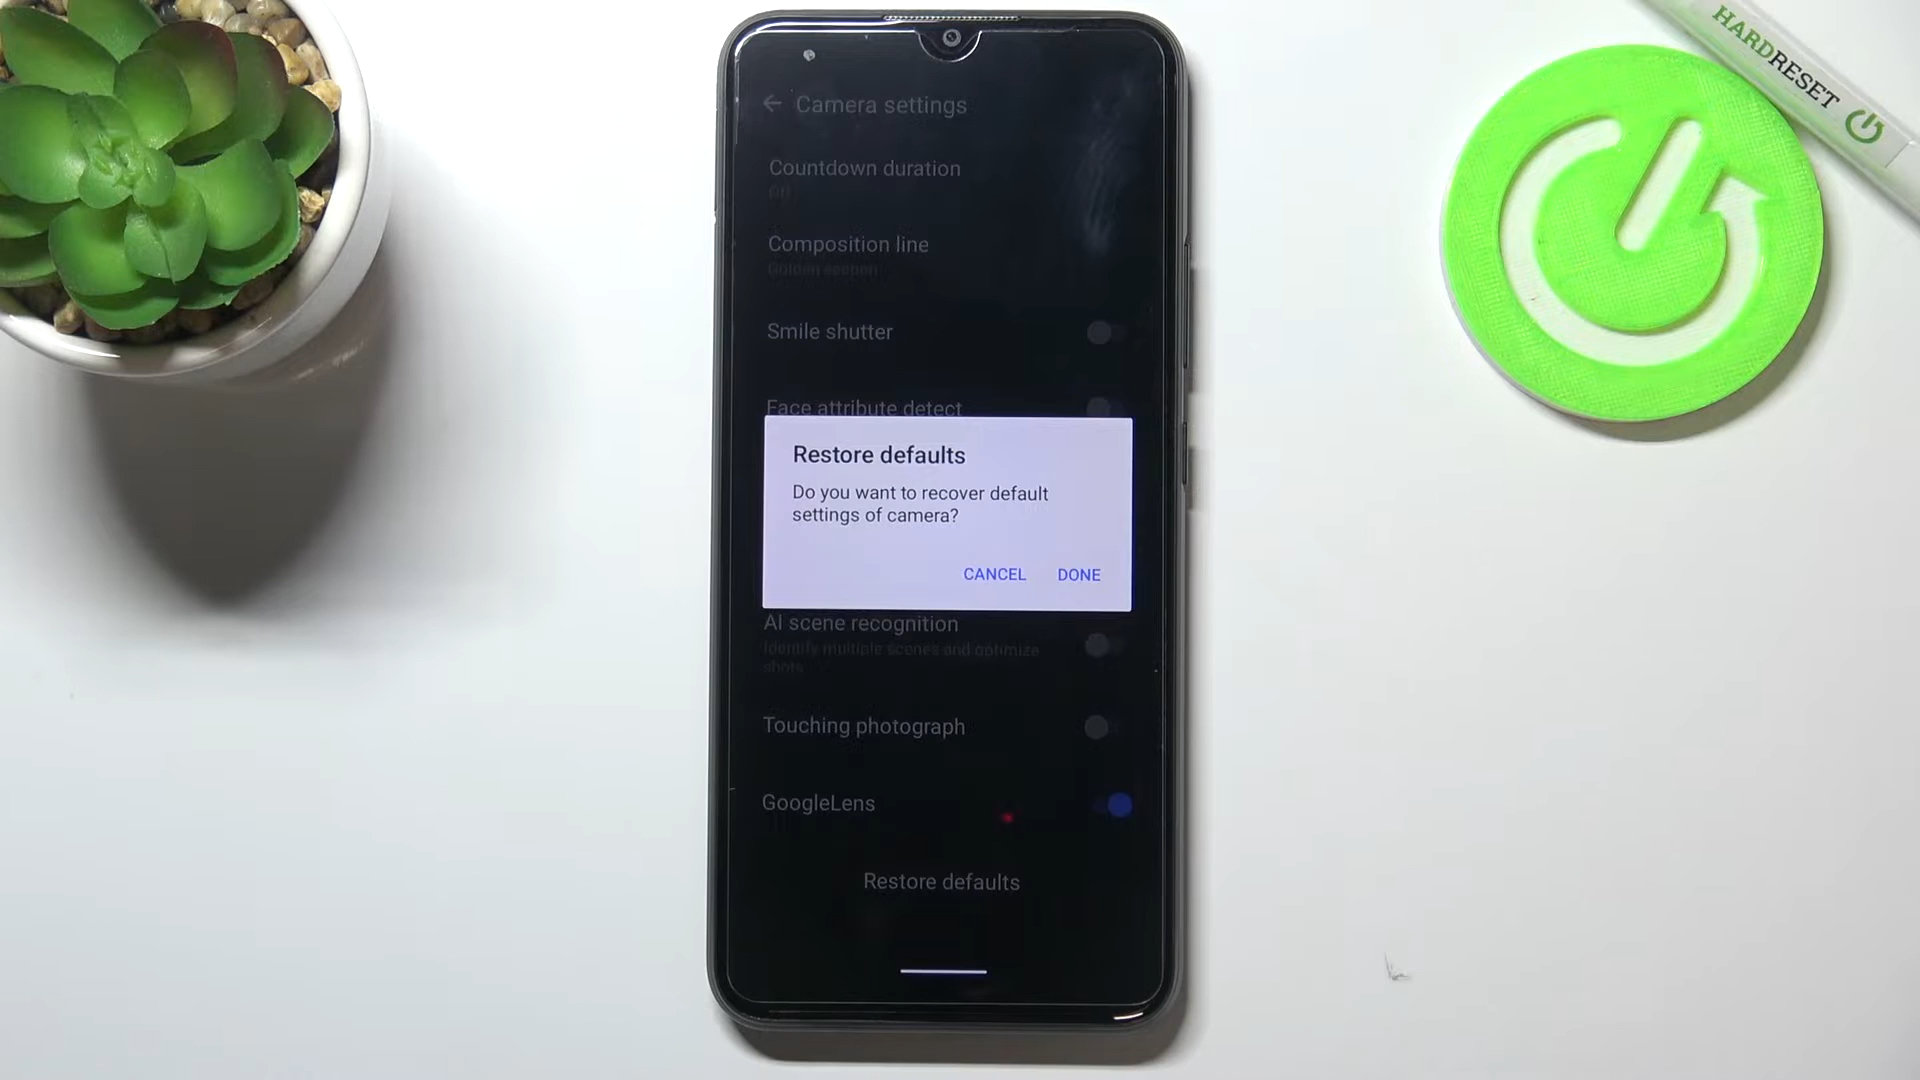 HARDRESET
Camera settings
Countdown duration
Off
Composition line
Golden section
Smile shutter
Face attribute detect
Restore defaults
Do you want to recover default
settings of camera?
CANCEL DONE
AI scene recognition
Identify multiple scenes and optimize
shots
Touching photograph
GoogleLens
Restore defaults